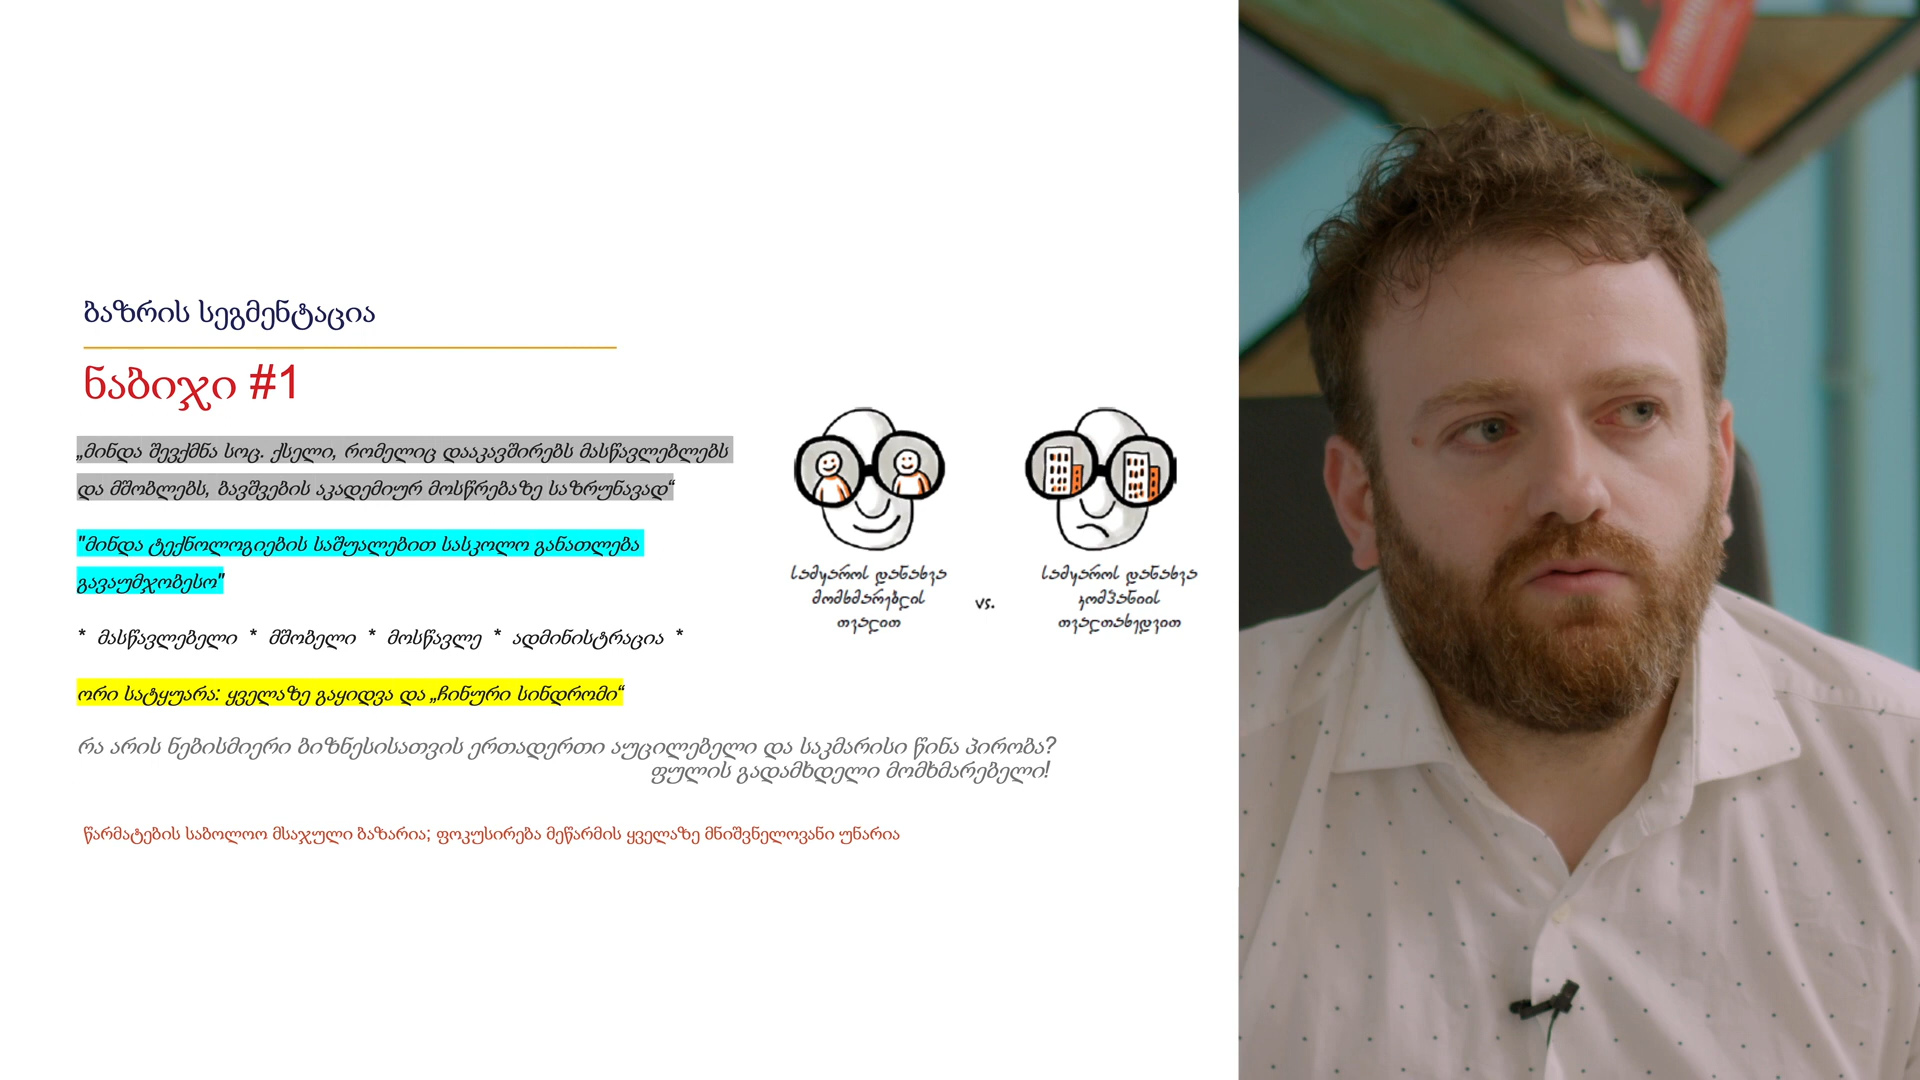 ბაზრის სეგმენტაცია
ნაბიჯი #1
„მინდა შევქმნა სოც. ქსელი, რომელიც დააკავშირებს მასწავლებლებს
და მშობლებს, ბავშვების აკადემიურ მოსწრებაზე საზრუნავად“
"მინდა ტექნოლოგიების საშუალებით სასკოლო განათლება
გავაუმჯობესო"
* მასწავლებელი * მშობელი * მოსწავლე * ადმინისტრაცია *
ორი სატყუარა: ყველაზე გაყიდვა და „ჩინური სინდრომი“
სამყაროს დანახვა
მომხმარებლის
თვალით
vs.
სამყაროს დანახვა
კომპანიის
თვალთახედვით
რა არის ნებისმიერი ბიზნესისათვის ერთადერთი აუცილებელი და საკმარისი წინა პირობა?
ფულის გადამხდელი მომხმარებელი!
წარმატების საბოლოო მსაჯული ბაზარია; ფოკუსირება მეწარმის ყველაზე მნიშვნელოვანი უნარია